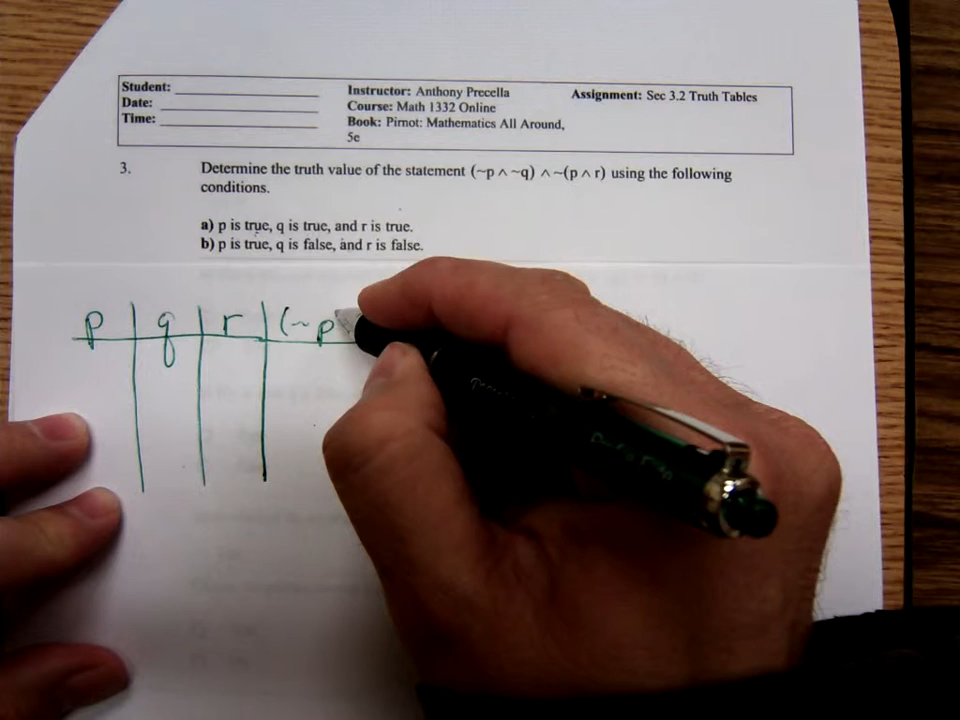 Student:
Date:
Time:
Instructor: Anthony Precella
Course: Math 1332 Online
Book: Pirnot: Mathematics All Around,
5e
Assignment: Sec 3.2 Truth Tables
3. Determine the truth value of the statement (~p ∧ ~q) ∧ ~(p ∧ r) using the following
conditions.
a) p is true, q is true, and r is true.
b) p is true, q is false, and r is false.
p q r (~p